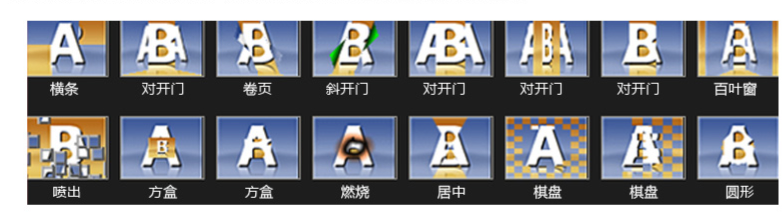 横条 对开门 卷页 斜开门 对开门 对开门 对开门 百叶窗
喷出 方盒 方盒 燃烧 居中 棋盘 棋盘 圆形